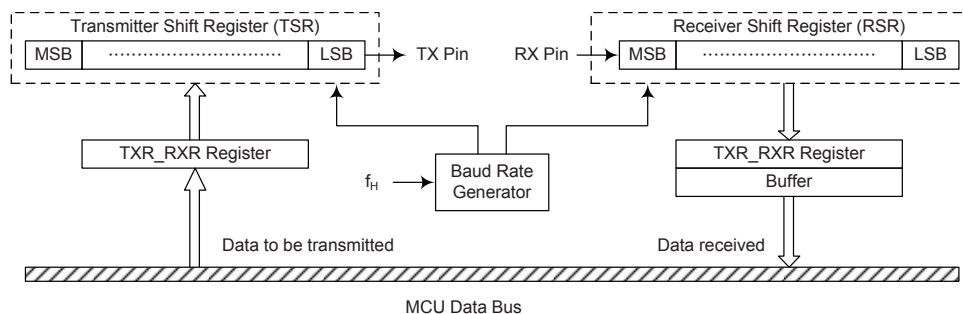 Transmitter Shift Register (TSR)
Receiver Shift Register (RSR)
MSB
LSB
TX Pin
RX Pin
MSB
LSB
TXR_RXR Register
Baud Rate
Generator
fH
TXR_RXR Register
Buffer
Data to be transmitted
Data received
MCU Data Bus